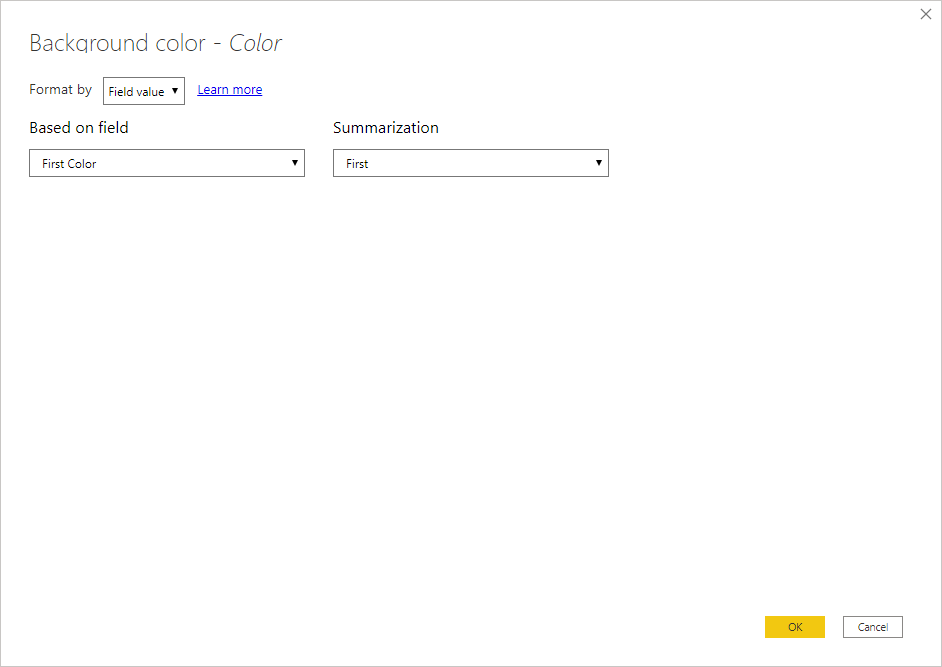 Background color - Color
Format by Field value Learn more
Based on field Summarization
First Color First
OK Cancel